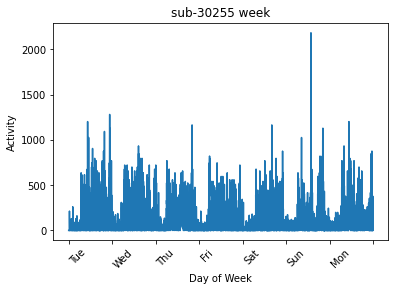 sub-30255 week
Activity
2000
1500
1000
500
0
Tue Wed Thu Fri Sat Sun Mon
Day of Week